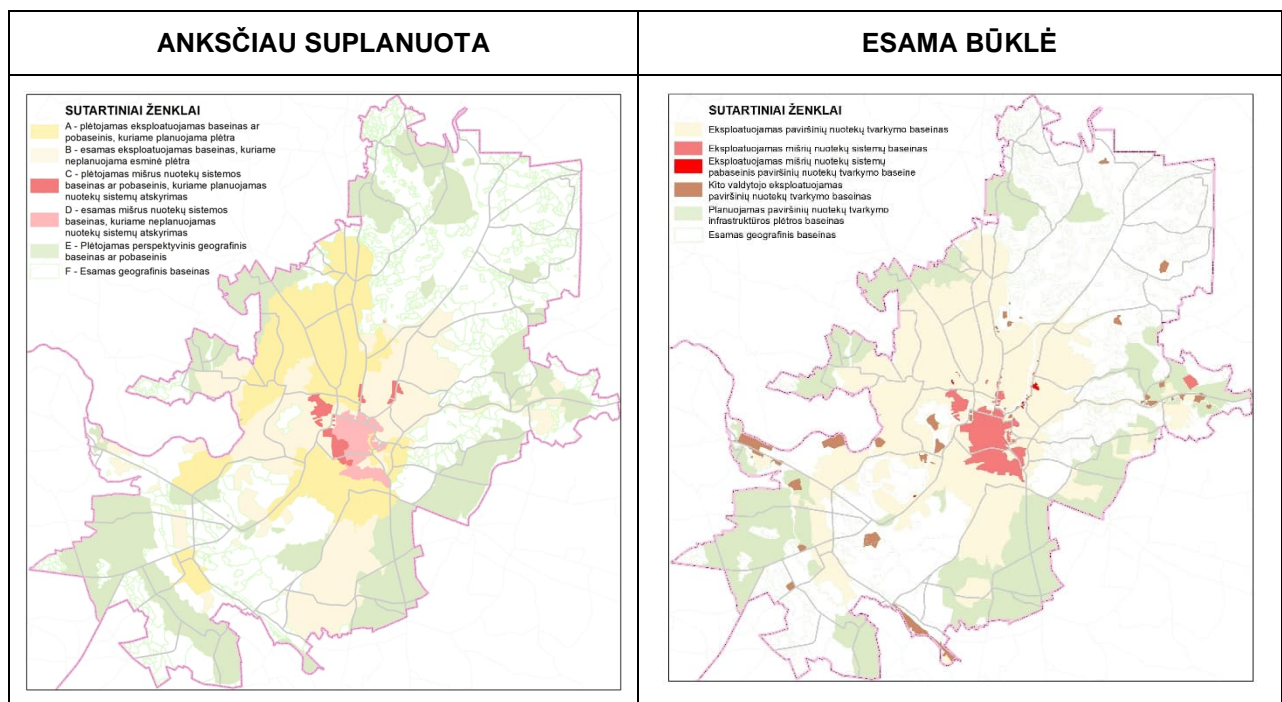 ANKSČIAU SUPLANUOTA
ESAMA BŪKLĖ
SUTARTINIAI ŽENKLAI
A - plėtojamas eksploatuojamas baseinas ar
pobaseinis, kuriame planuojama plėtra
B - esamas eksploatuojamas baseinas, kuriame
neplanuojama esminė plėtra
C - plėtojamas mišrus nuotekų sistemos
baseinas ar pobaseinis, kuriame planuojamas
nuotekų sistemų atskyrimas
D - esamas mišrus nuotekų sistemos
baseinas, kuriame neplanuojamas
nuotekų sistemų atskyrimas
E - Plėtojamas perspektyvinis geografinis
baseinas ar pobaseinis
F - Esamas geografinis baseinas
SUTARTINIAI ŽENKLAI
Eksploatuojamas paviršinių nuotekų tvarkymo baseinas
Eksploatuojamas mišrių nuotekų sistemų baseinas
Eksploatuojamas mišrių nuotekų sistemų
pabaseinis paviršinių nuotekų tvarkymo baseine
Kito valdytojo eksploatuojamas
paviršinių nuotekų tvarkymo baseinas
Planuojamas paviršinių nuotekų tvarkymo
infrastruktūros plėtros baseinas
Esamas geografinis baseinas